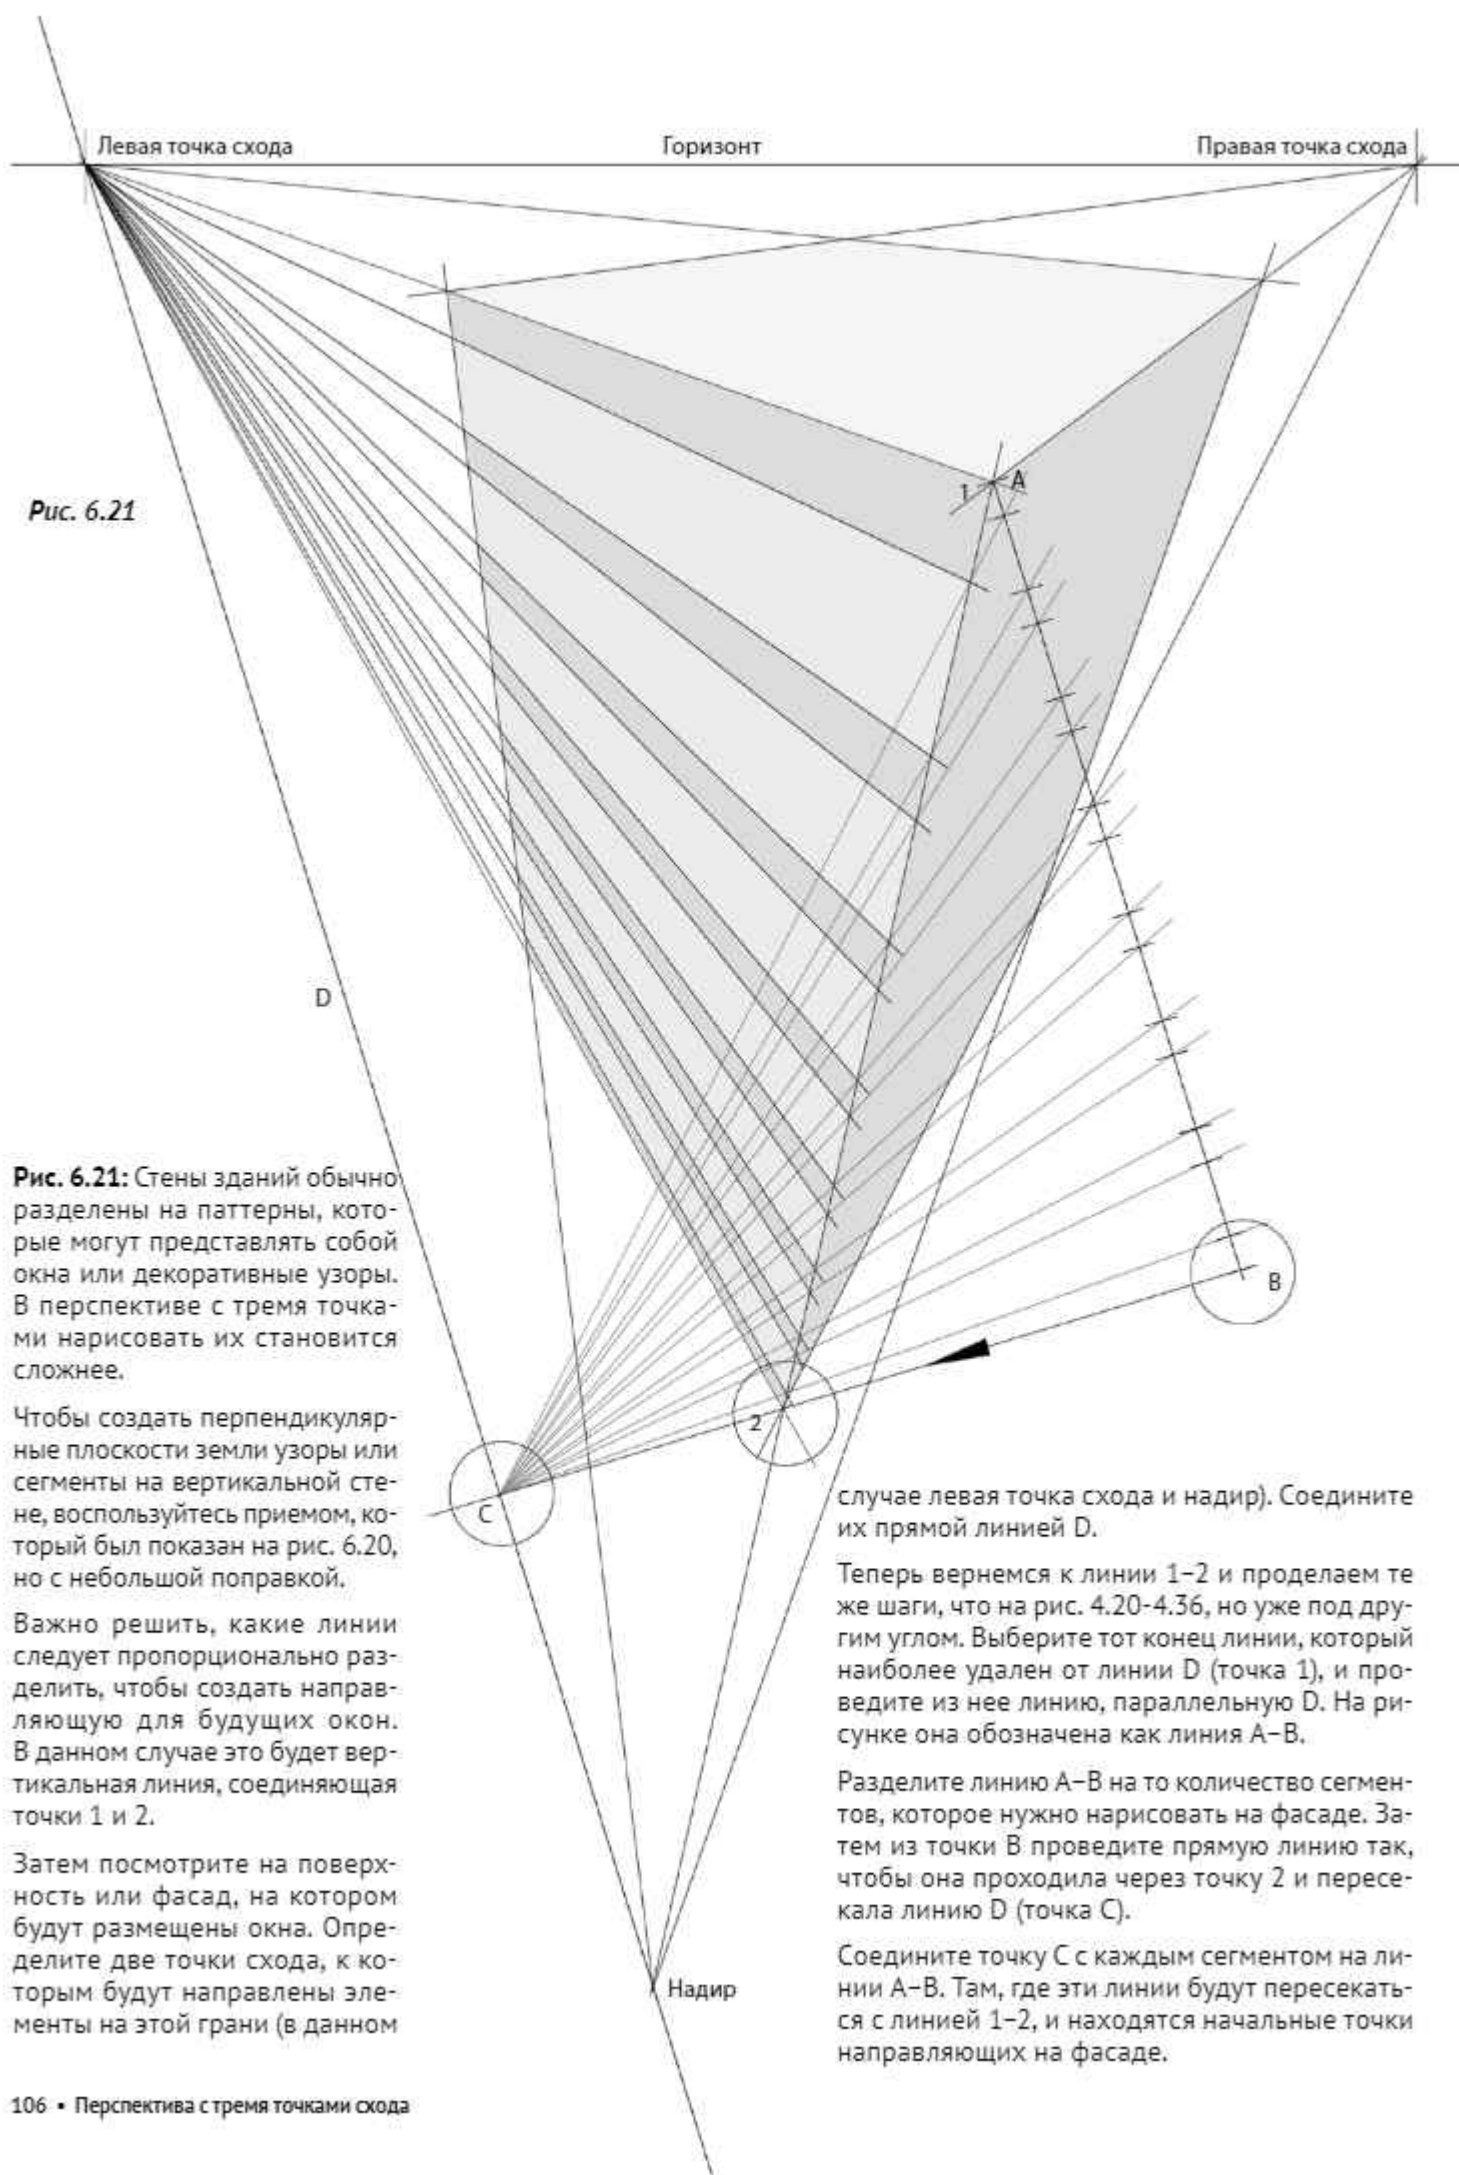 Левая точка схода
Горизонт
Правая точка схода
1
A
Рис. 6.21
D
B
2
C
Надир
Рис. 6.21: Стены зданий обычно
разделены на паттерны, кото-
рые могут представлять собой
окна или декоративные узоры.
В перспективе с тремя точка-
ми нарисовать их становится
сложнее.
Чтобы создать перпендикуляр-
ные плоскости земли узоры или
сегменты на вертикальной сте-
не, воспользуйтесь приемом, ко-
торый был показан на рис. 6.20,
но с небольшой поправкой.
Важно решить, какие линии
следует пропорционально раз-
делить, чтобы создать направ-
ляющую для будущих окон.
В данном случае это будет вер-
тикальная линия, соединяющая
точки 1 и 2.
Затем посмотрите на поверх-
ность или фасад, на котором
будут размещены окна. Опре-
делите две точки схода, к ко-
торым будут направлены эле-
менты на этой грани (в данном
случае левая точка схода и надир). Соедините
их прямой линией D.
Теперь вернемся к линии 1–2 и проделаем те
же шаги, что на рис. 4.20-4.36, но уже под дру-
гим углом. Выберите тот конец линии, который
наиболее удален от линии D (точка 1), и про-
ведите из нее линию, параллельную D. На ри-
сунке она обозначена как линия A–B.
Разделите линию A–B на то количество сегмен-
тов, которое нужно нарисовать на фасаде. За-
тем из точки B проведите прямую линию так,
чтобы она проходила через точку 2 и пересе-
кала линию D (точка C).
Соедините точку C с каждым сегментом на ли-
нии A–B. Там, где эти линии будут пересекать-
ся с линией 1–2, и находятся начальные точки
направляющих на фасаде.
106 • Перспектива с тремя точками схода